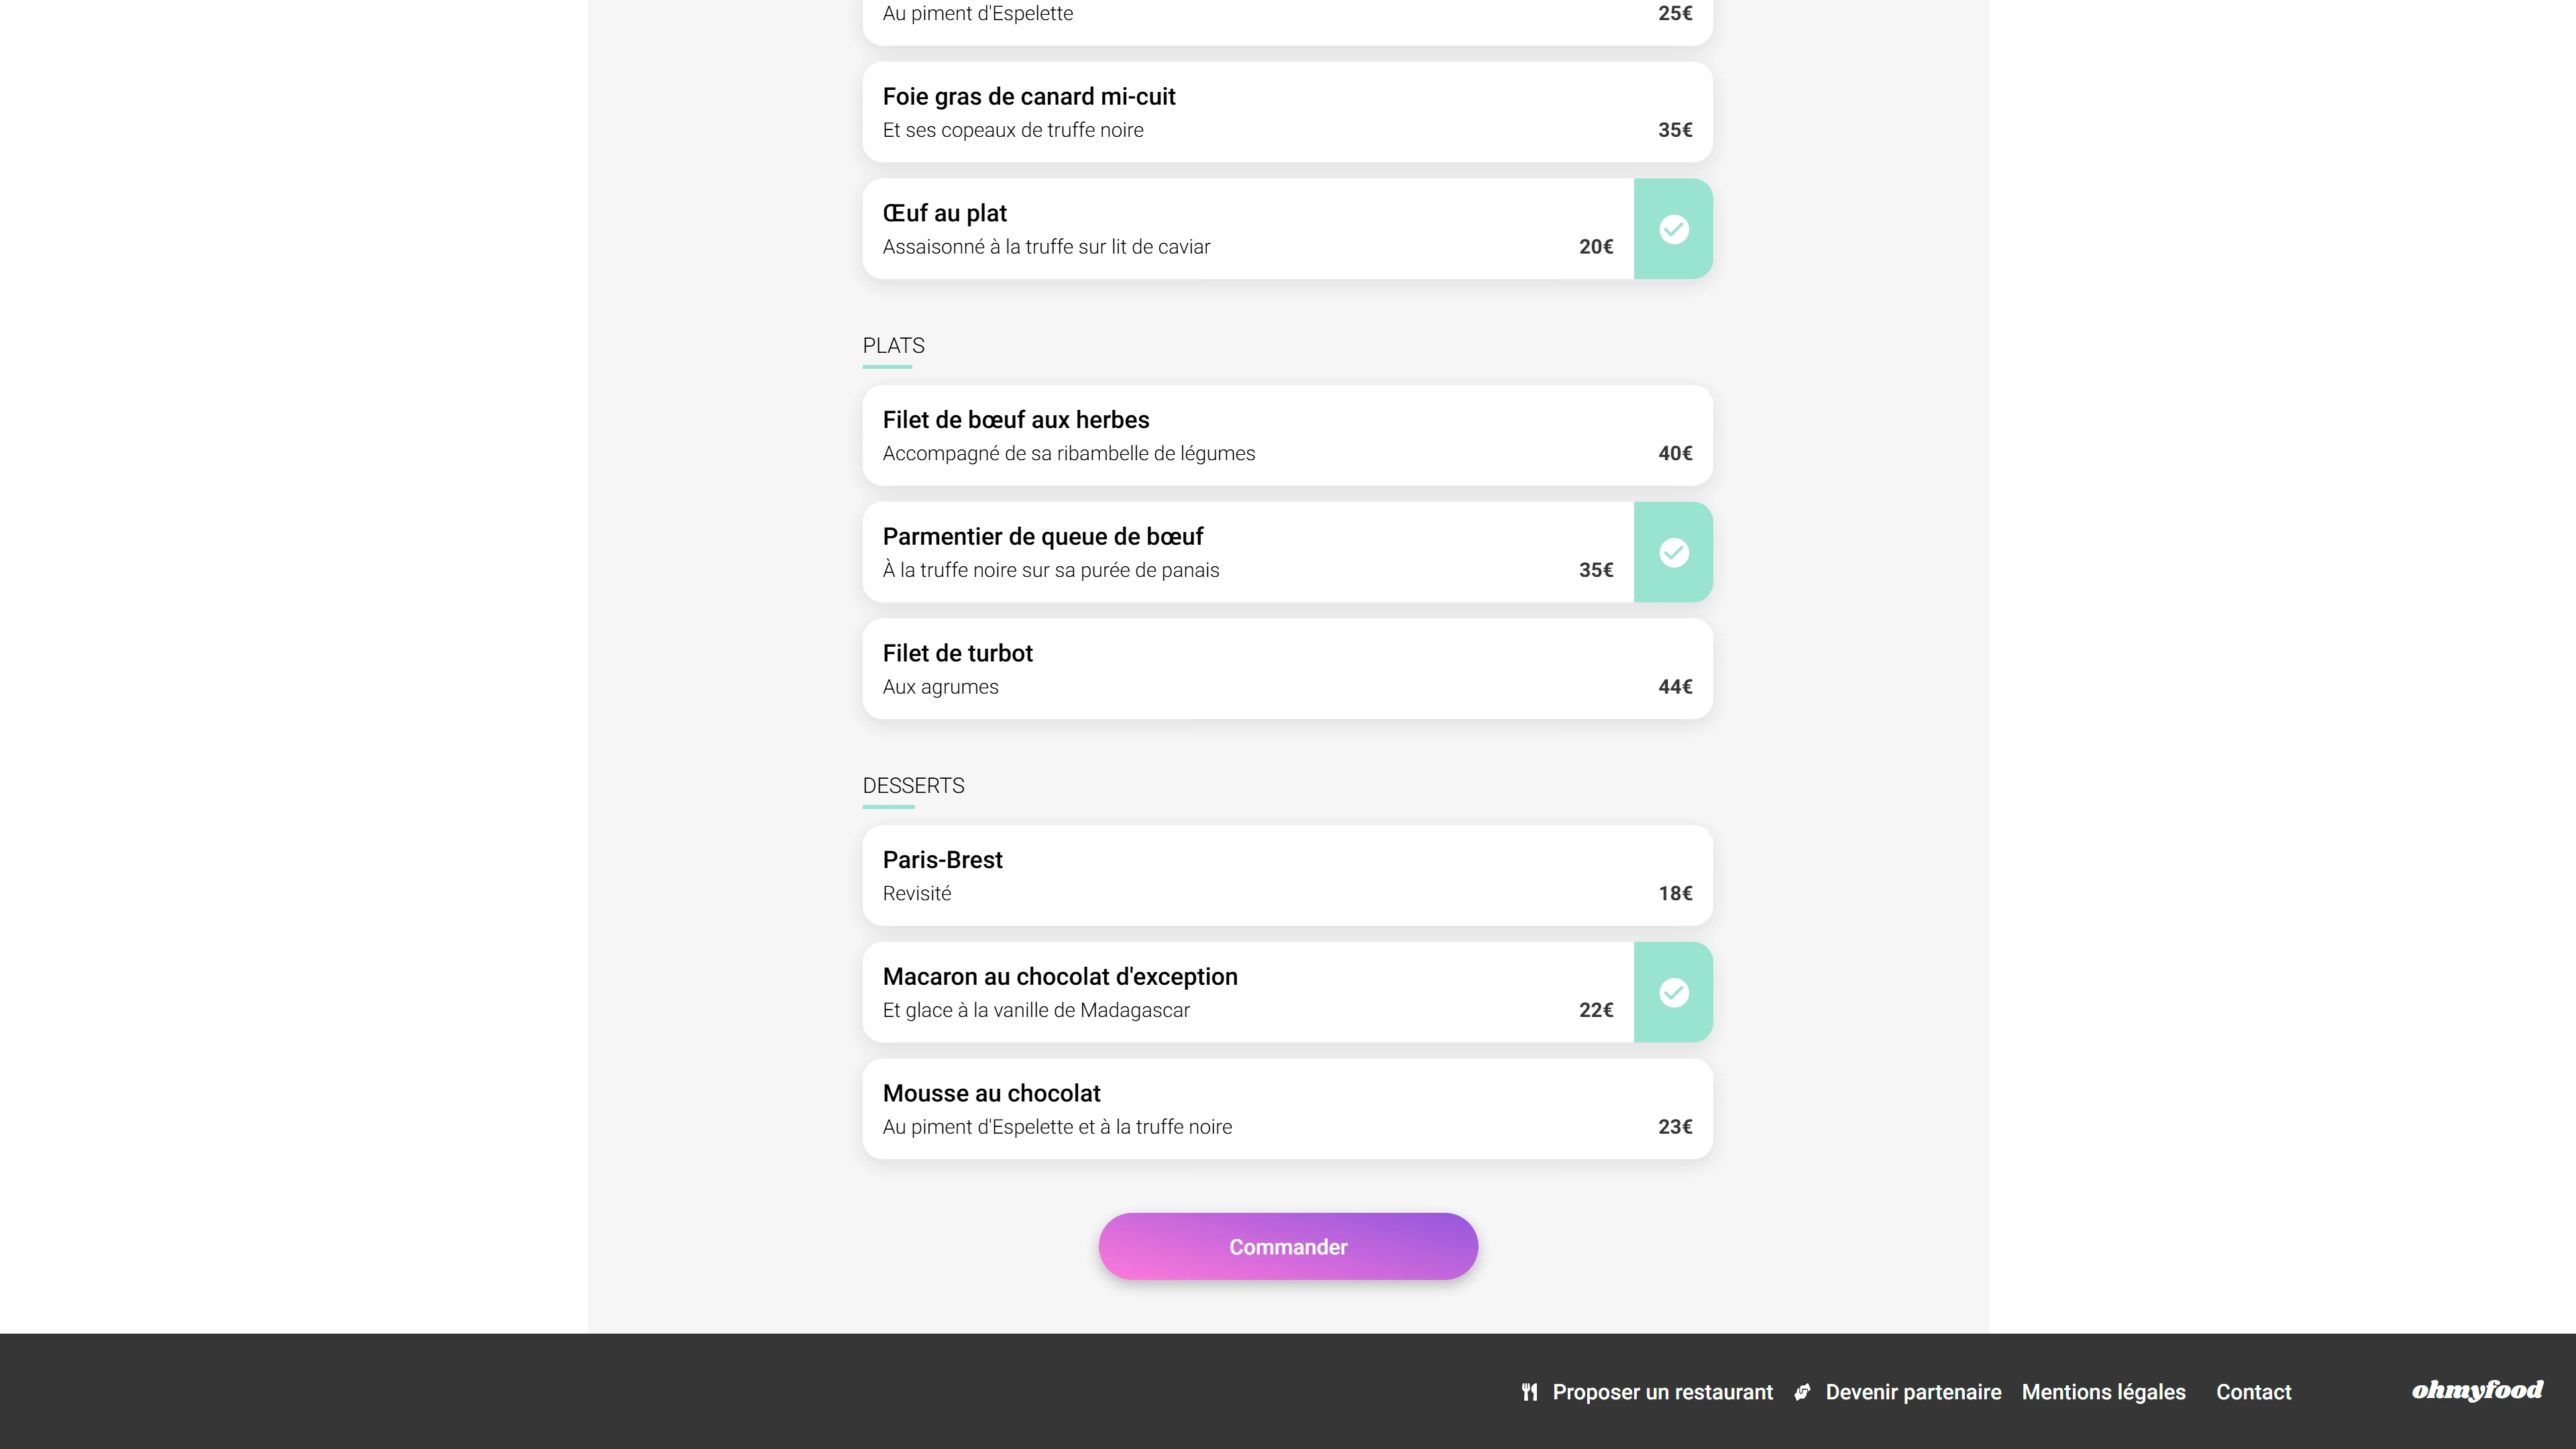 Au piment d'Espelette 25€
Foie gras de canard mi-cuit
Et ses copeaux de truffe noire 35€
Œuf au plat
Assaisonné à la truffe sur lit de caviar 20€
PLATS
Filet de bœuf aux herbes
Accompagné de sa ribambelle de légumes 40€
Parmentier de queue de bœuf
À la truffe noire sur sa purée de panais 35€
Filet de turbot
Aux agrumes 44€
DESSERTS
Paris-Brest
Revisité 18€
Macaron au chocolat d'exception
Et glace à la vanille de Madagascar 22€
Mousse au chocolat
Au piment d'Espelette et à la truffe noire 23€
Commander
Proposer un restaurant Devenir partenaire Mentions légales Contact ohmyfood